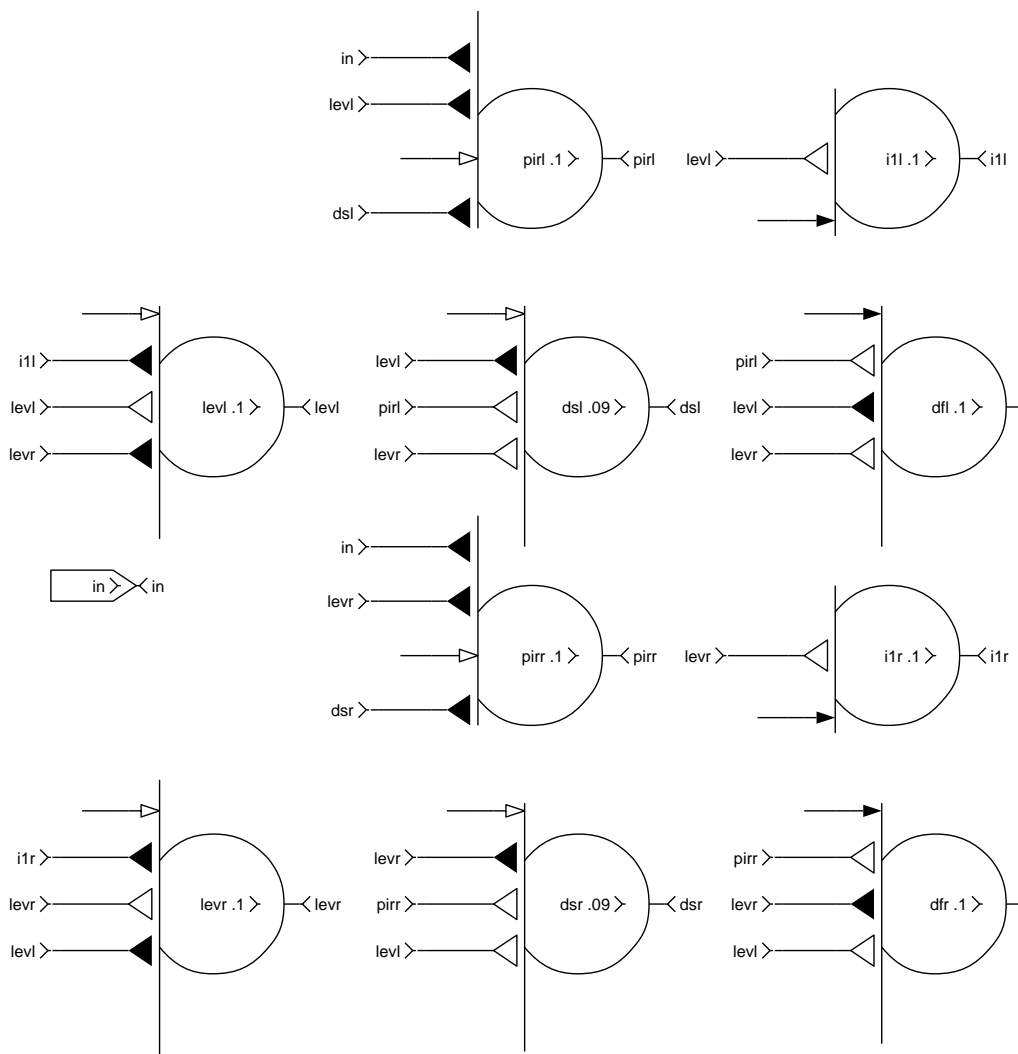 in
levl
pirl .1
pirl
dsl
levl
i1l .1
i1l
i1l
levl
levr
levl .1
levl
levl
pirl
levr
dsl .09
dsl
pirl
levl
levr
dfl .1
in
in
in
levr
pirr .1
pirr
dsr
levr
i1r .1
i1r
i1r
levr
levl
levr .1
levr
levr
pirr
levl
dsr .09
dsr
pirr
levr
levl
dfr .1